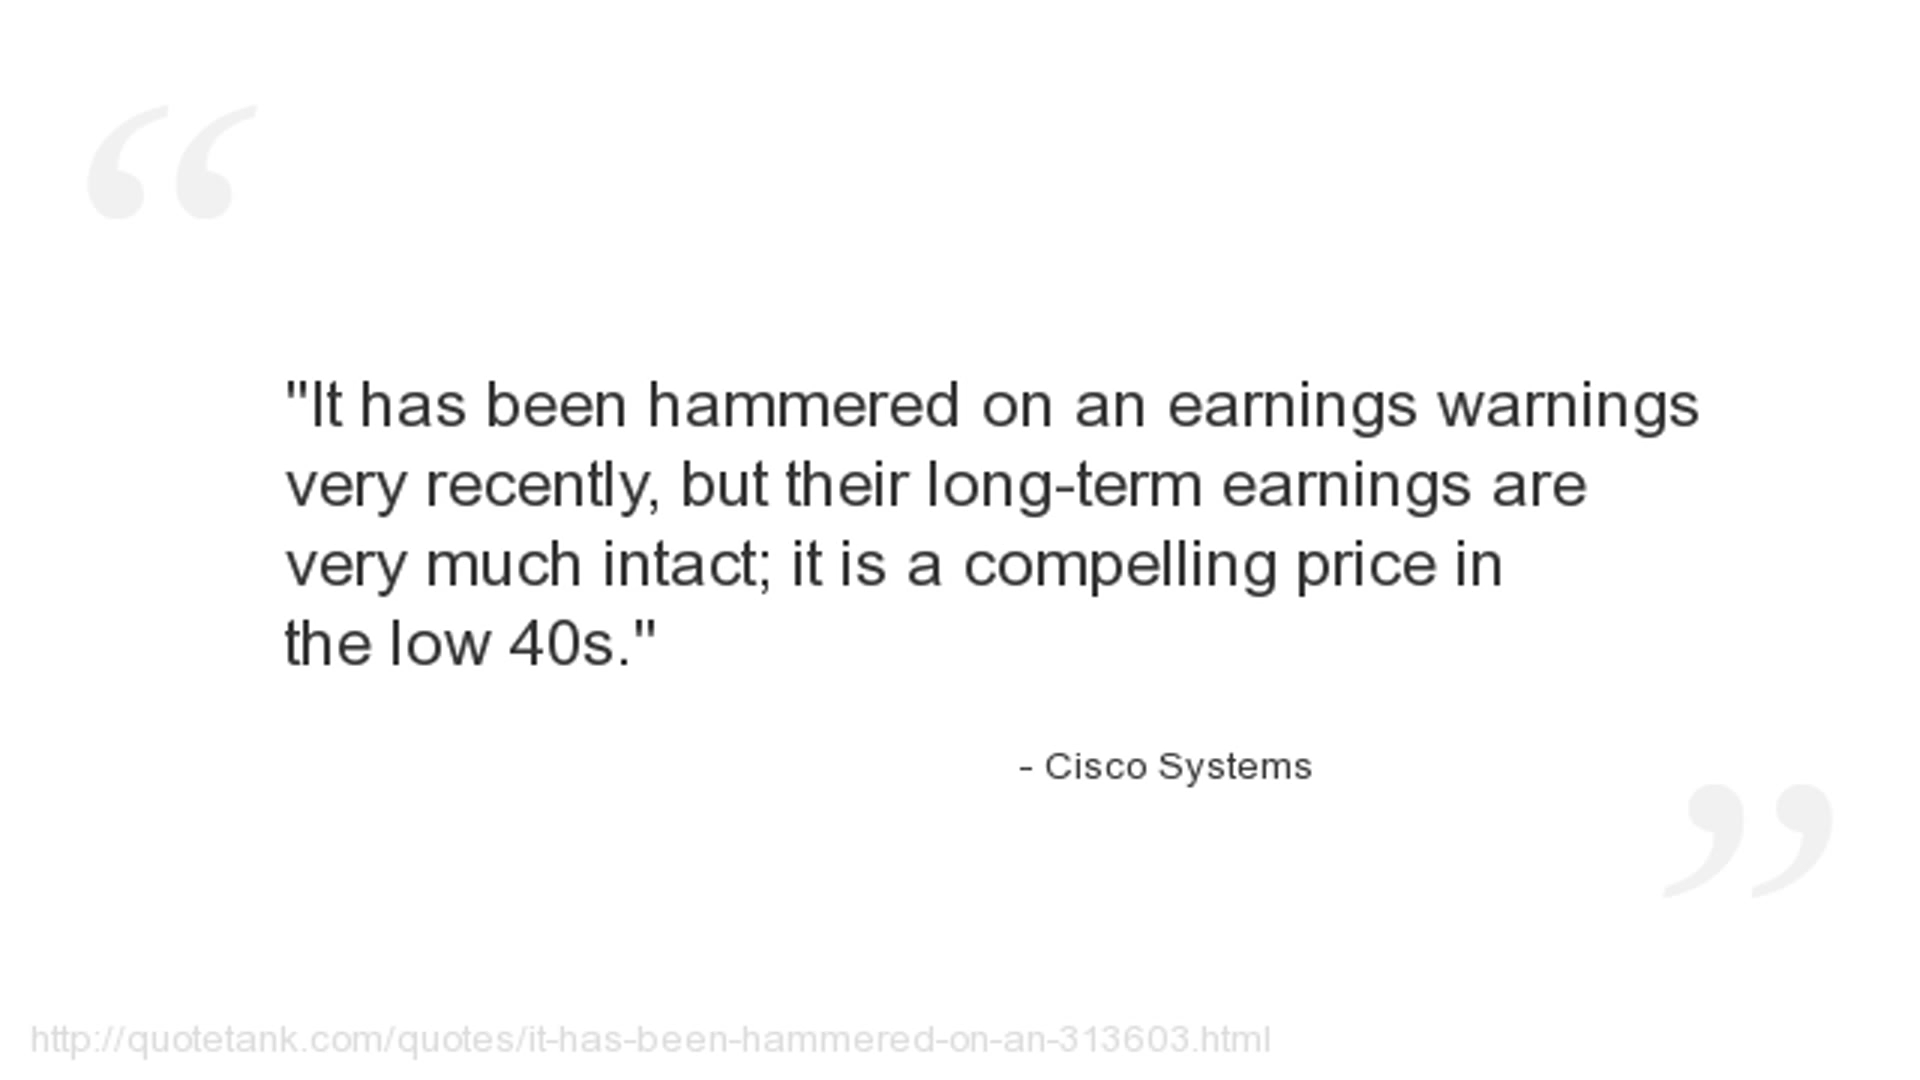 “
"It has been hammered on an earnings warnings
very recently, but their long-term earnings are
very much intact; it is a compelling price in
the low 40s."
- Cisco Systems
”
http://quotetank.com/quotes/it-has-been-hammered-on-an-313603.html